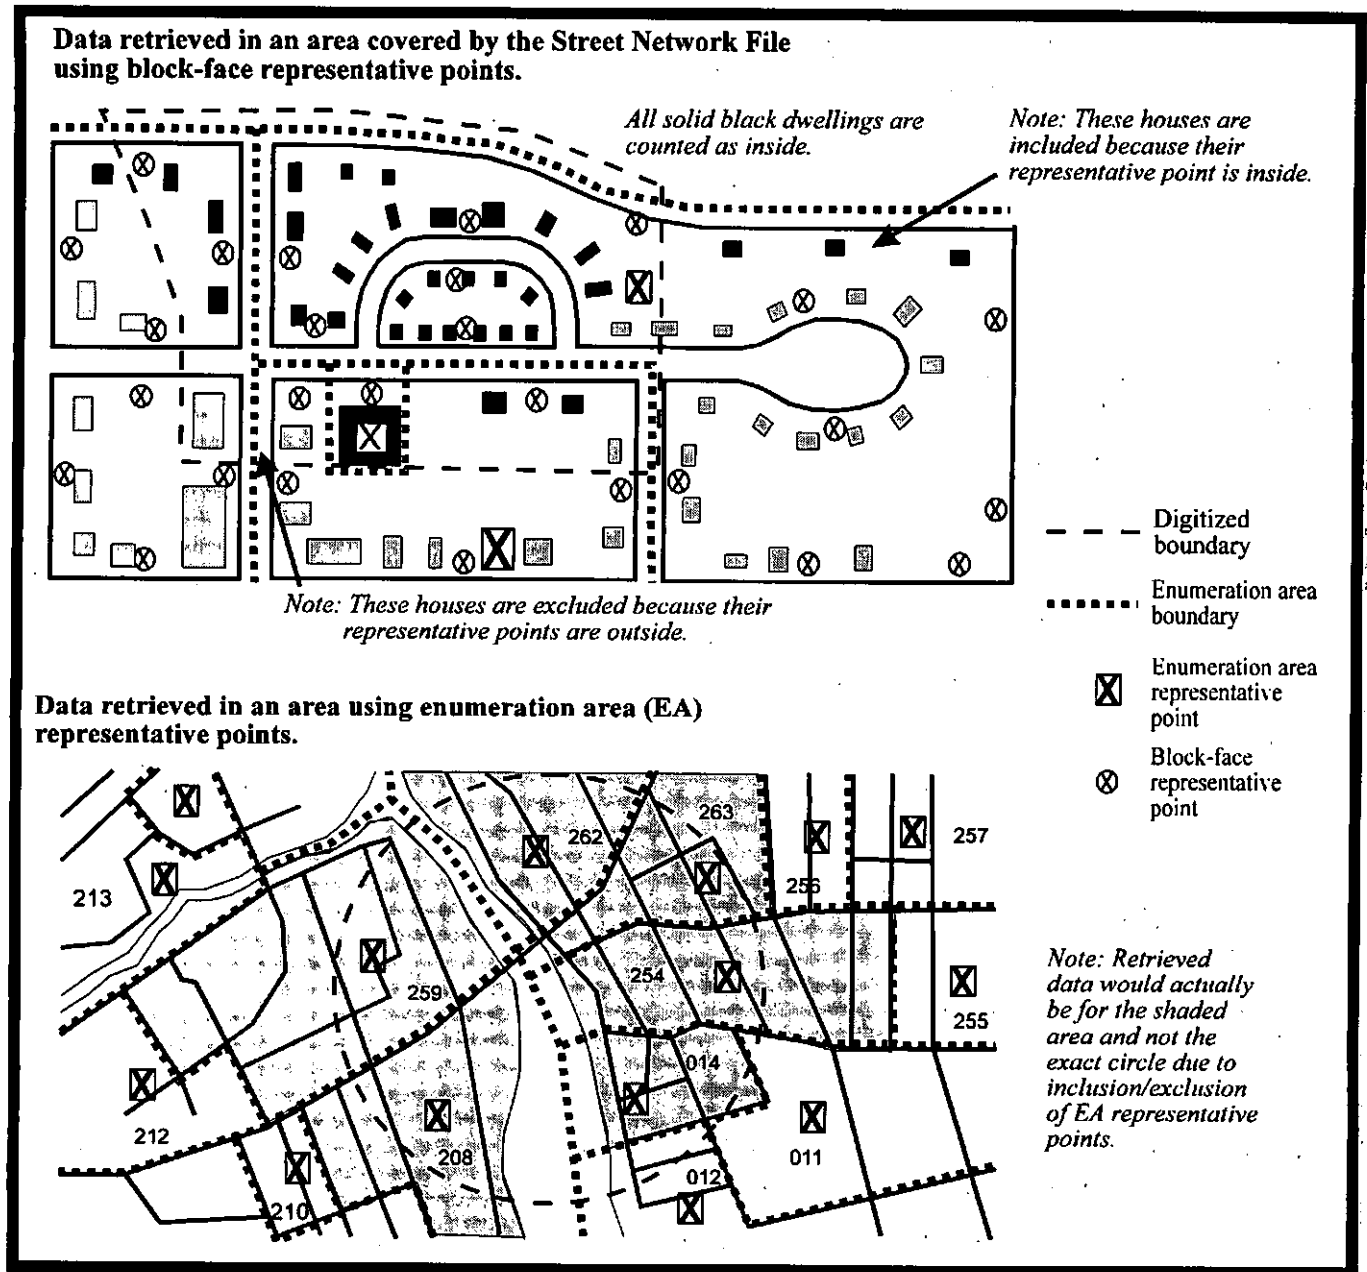 Data retrieved in an area covered by the Street Network File
using block-face representative points.
All solid black dwellings are
counted as inside.
Note: These houses are
included because their
representative point is inside.
Note: These houses are excluded because their
representative points are outside.
Digitized
boundary
Enumeration area
boundary
Enumeration area
representative
point
Block-face
representative
point
Data retrieved in an area using enumeration area (EA)
representative points.
213
262
263
256
257
259
254
255
014
212
208
210
012
011
Note: Retrieved
data would actually
be for the shaded
area and not the
exact circle due to
inclusion/exclusion
of EA representative
points.